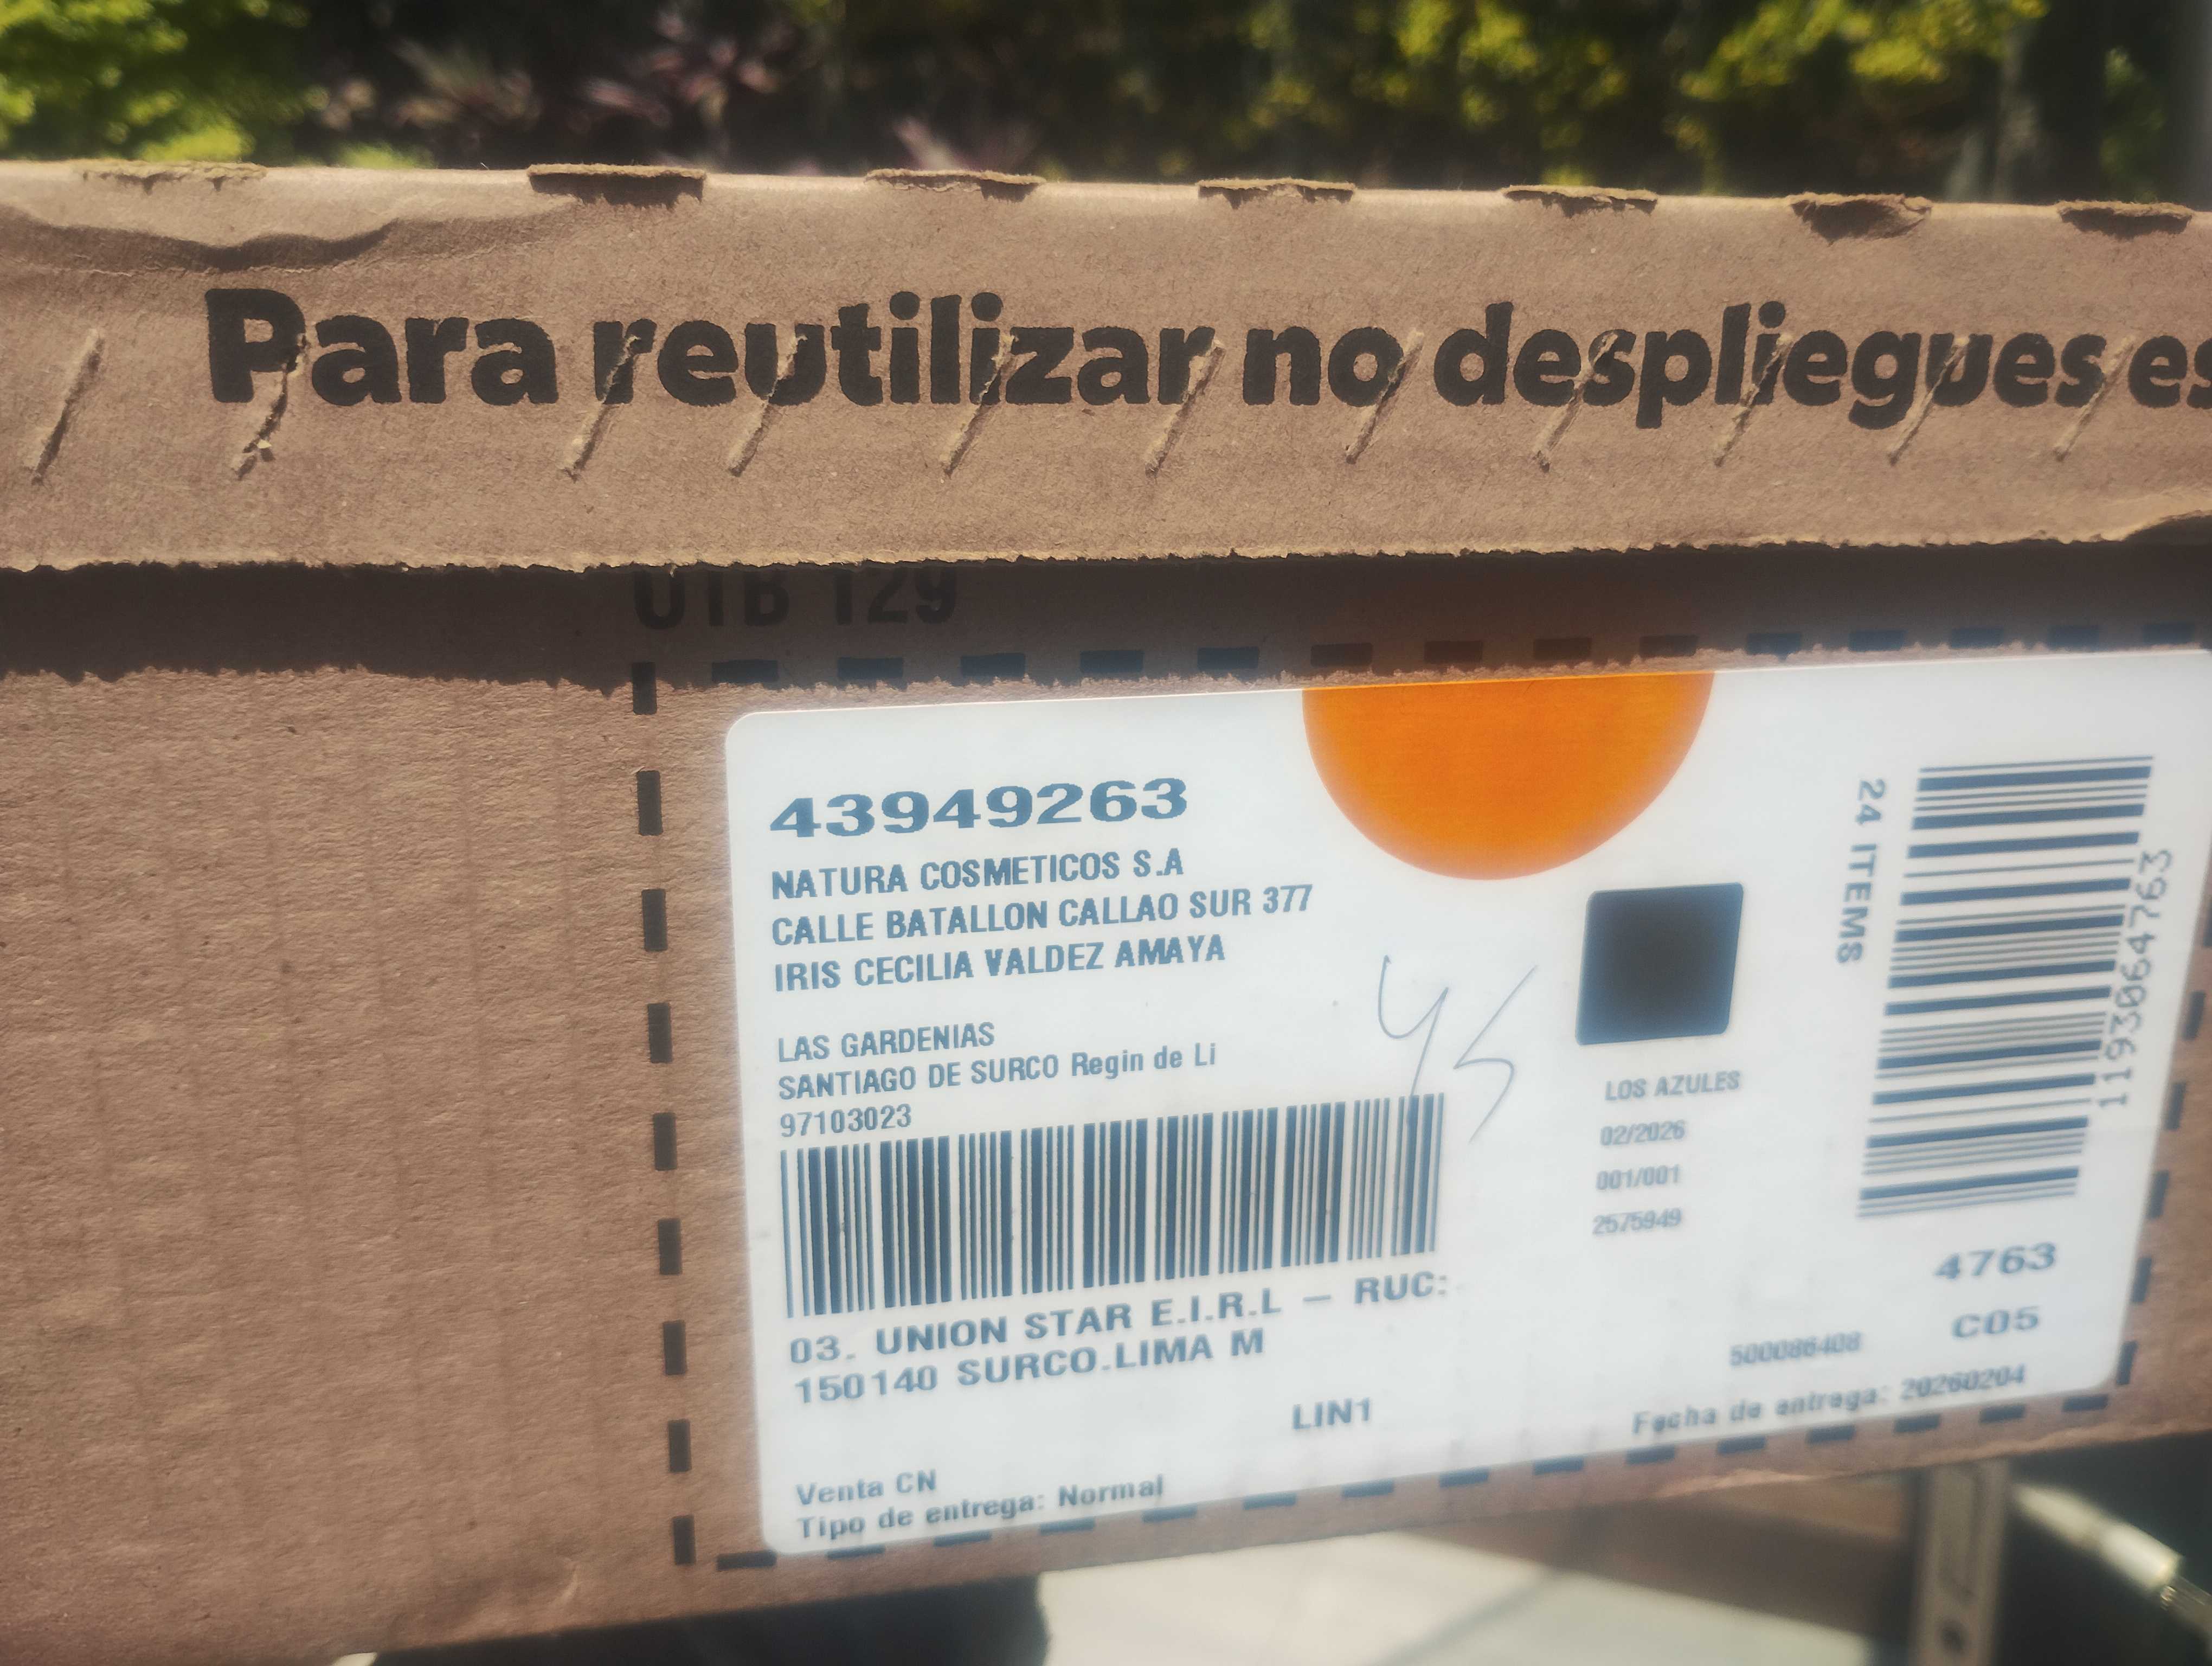 Para reutilizar no despliegues es
UTB 129
43949263
NATURA COSMETICOS S.A
CALLE BATALLON CALLAO SUR 377
IRIS CECILIA VALDEZ AMAYA
LAS GARDENIAS
SANTIAGO DE SURCO Regin de Li
97103023
45
03. UNION STAR E.I.R.L – RUC:
150140 SURCO.LIMA M
LIN1
Venta CN
Tipo de entrega: Normal
LOS AZULES
02/2026
001/001
2575949
24 ITEMS
1193064763
4763
C05
500086408
Fecha de entrega: 20260204